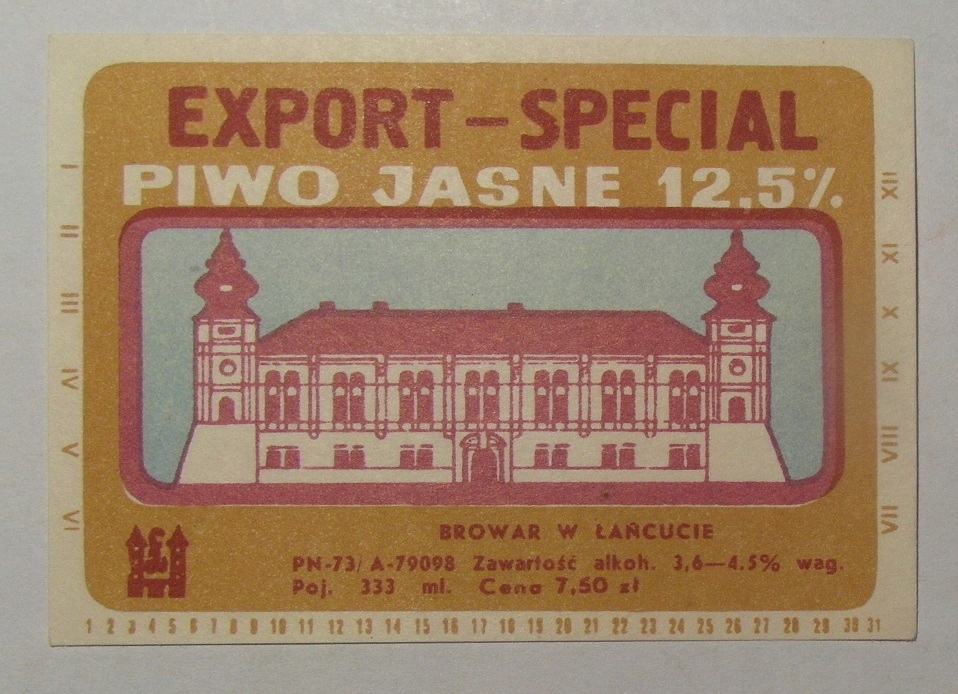 EXPORT—SPECIAL
PIWO JASNE 12,5%
I
II
III
IV
V
VI
XII
XI
X
IX
VIII
VII
BROWAR W ŁAŃCUCIE
PN-73/A-79098 Zawartość alkoh. 3,6—4,5% wag.
Poj. 333 ml. Cena 7,50 zł
1 2 3 4 5 6 7 8 9 10 11 12 13 14 15 16 17 18 19 20 21 22 23 24 25 26 27 28 29 30 31